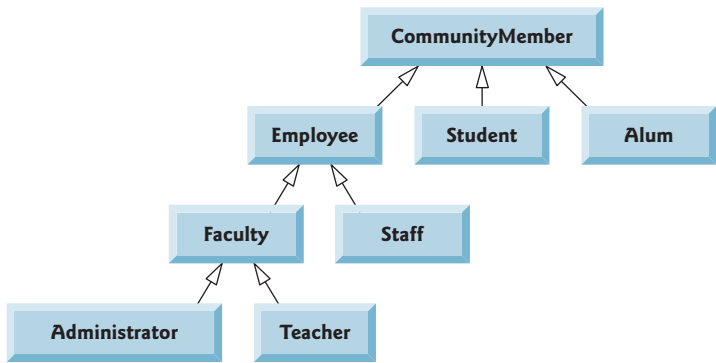 CommunityMember
Employee
Student
Alum
Faculty
Staff
Administrator
Teacher